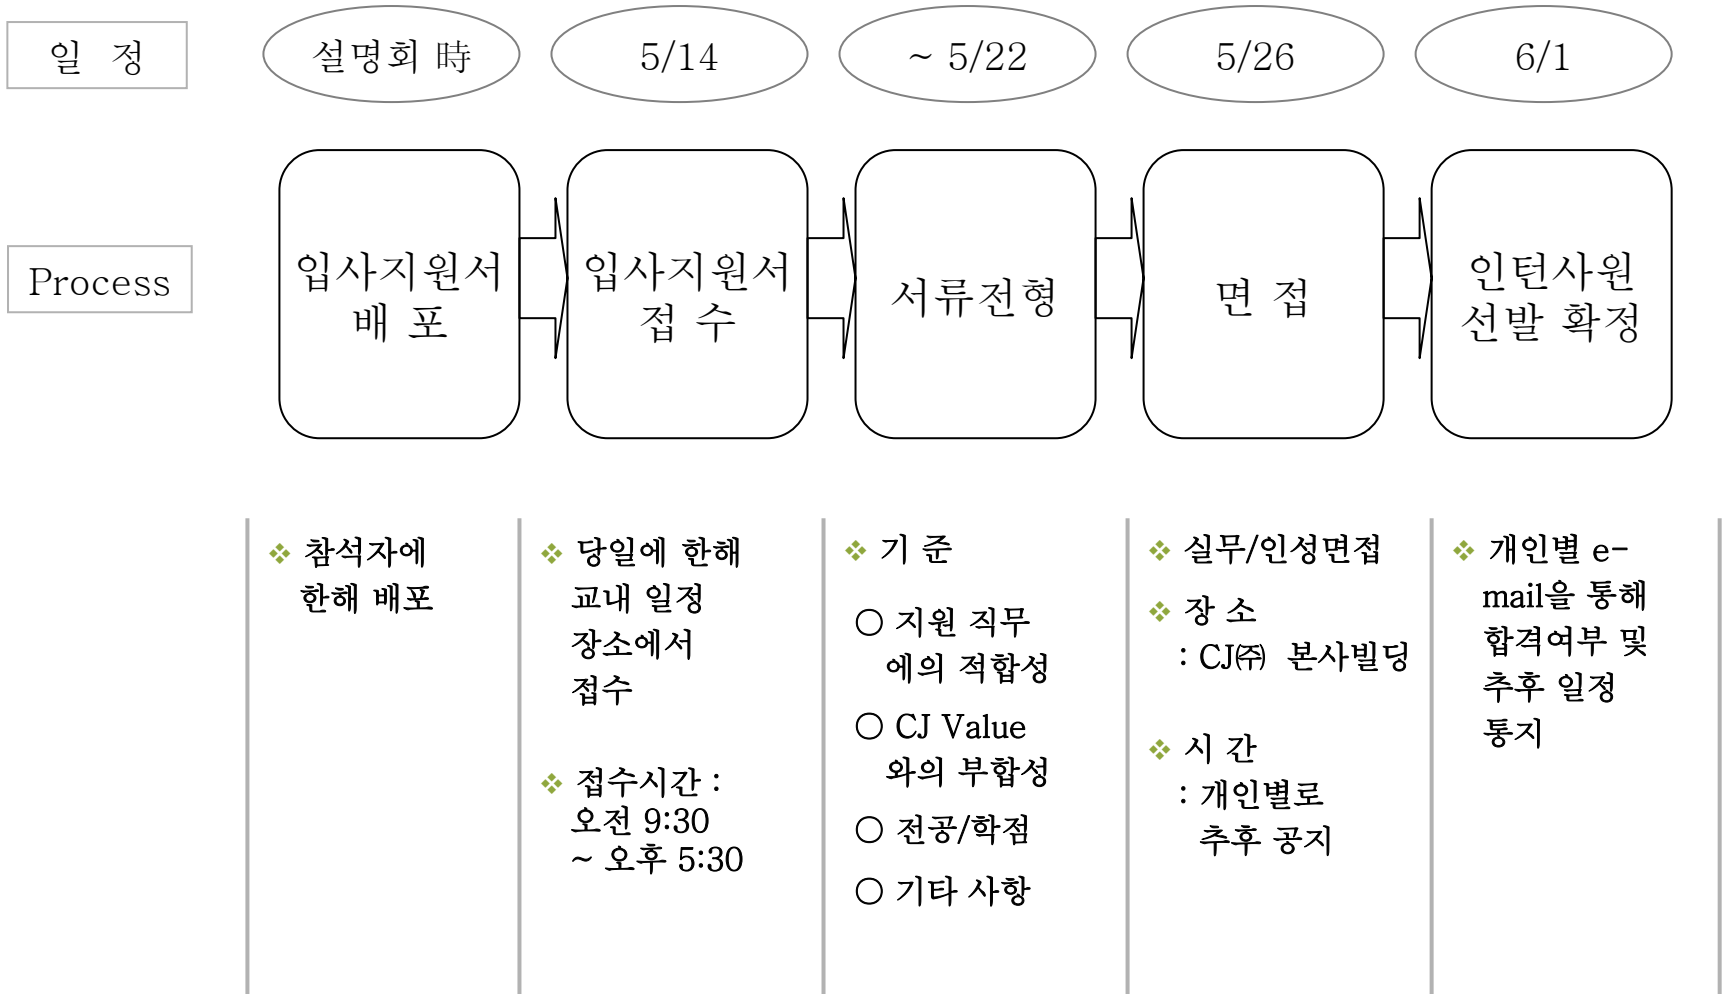 일 정
설명회 時
5/14
~ 5/22
5/26
6/1
Process
입사지원서
배 포
입사지원서
접 수
서류전형
면 접
인턴사원
선발 확정
❖ 참석자에
한해 배포
❖ 당일에 한해
교내 일정
장소에서
접수
❖ 접수시간 :
오전 9:30
~ 오후 5:30
❖ 기 준
○ 지원 직무
에의 적합성
○ CJ Value
와의 부합성
○ 전공/학점
○ 기타 사항
❖ 실무/인성면접
❖ 장 소
: CJ㈜ 본사빌딩
❖ 시 간
: 개인별로
추후 공지
❖ 개인별 e-
mail을 통해
합격여부 및
추후 일정
통지